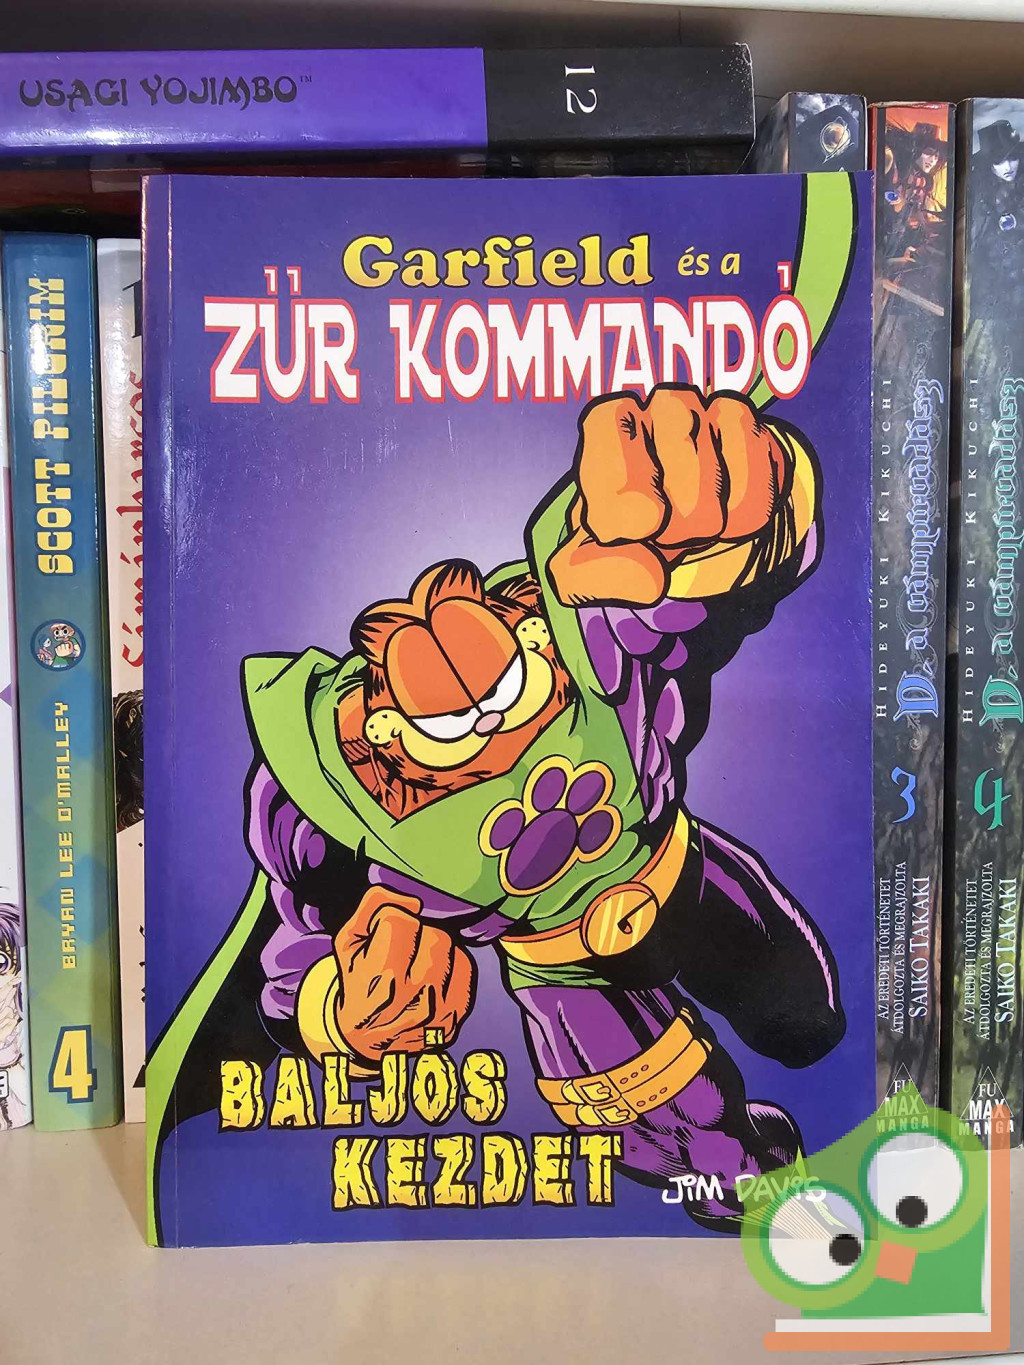 USAGI YOJIMBO™
12
Garfield és a
ZŰR KOMMANDÓ
BALJÓS
KEZDET
JIM DAVIS
SCOTT PILGRIM
BRYAN LEE O'MALLEY
4
HIDEYUKI KIKUCHI
D, a vámpírvadász
3
AZ EREDETI TÖRTÉNETET
ÁTDOLGOZTA ÉS MEGRAJZOLTA
SAIKO TAKAKI
FU
MAX
MANGA
HIDEYUKI KIKUCHI
D, a vámpírvadász
4
AZ EREDETI TÖRTÉNETET
ÁTDOLGOZTA ÉS MEGRAJZOLTA
SAIKO TAKAKI
FU
MAX
MANGA